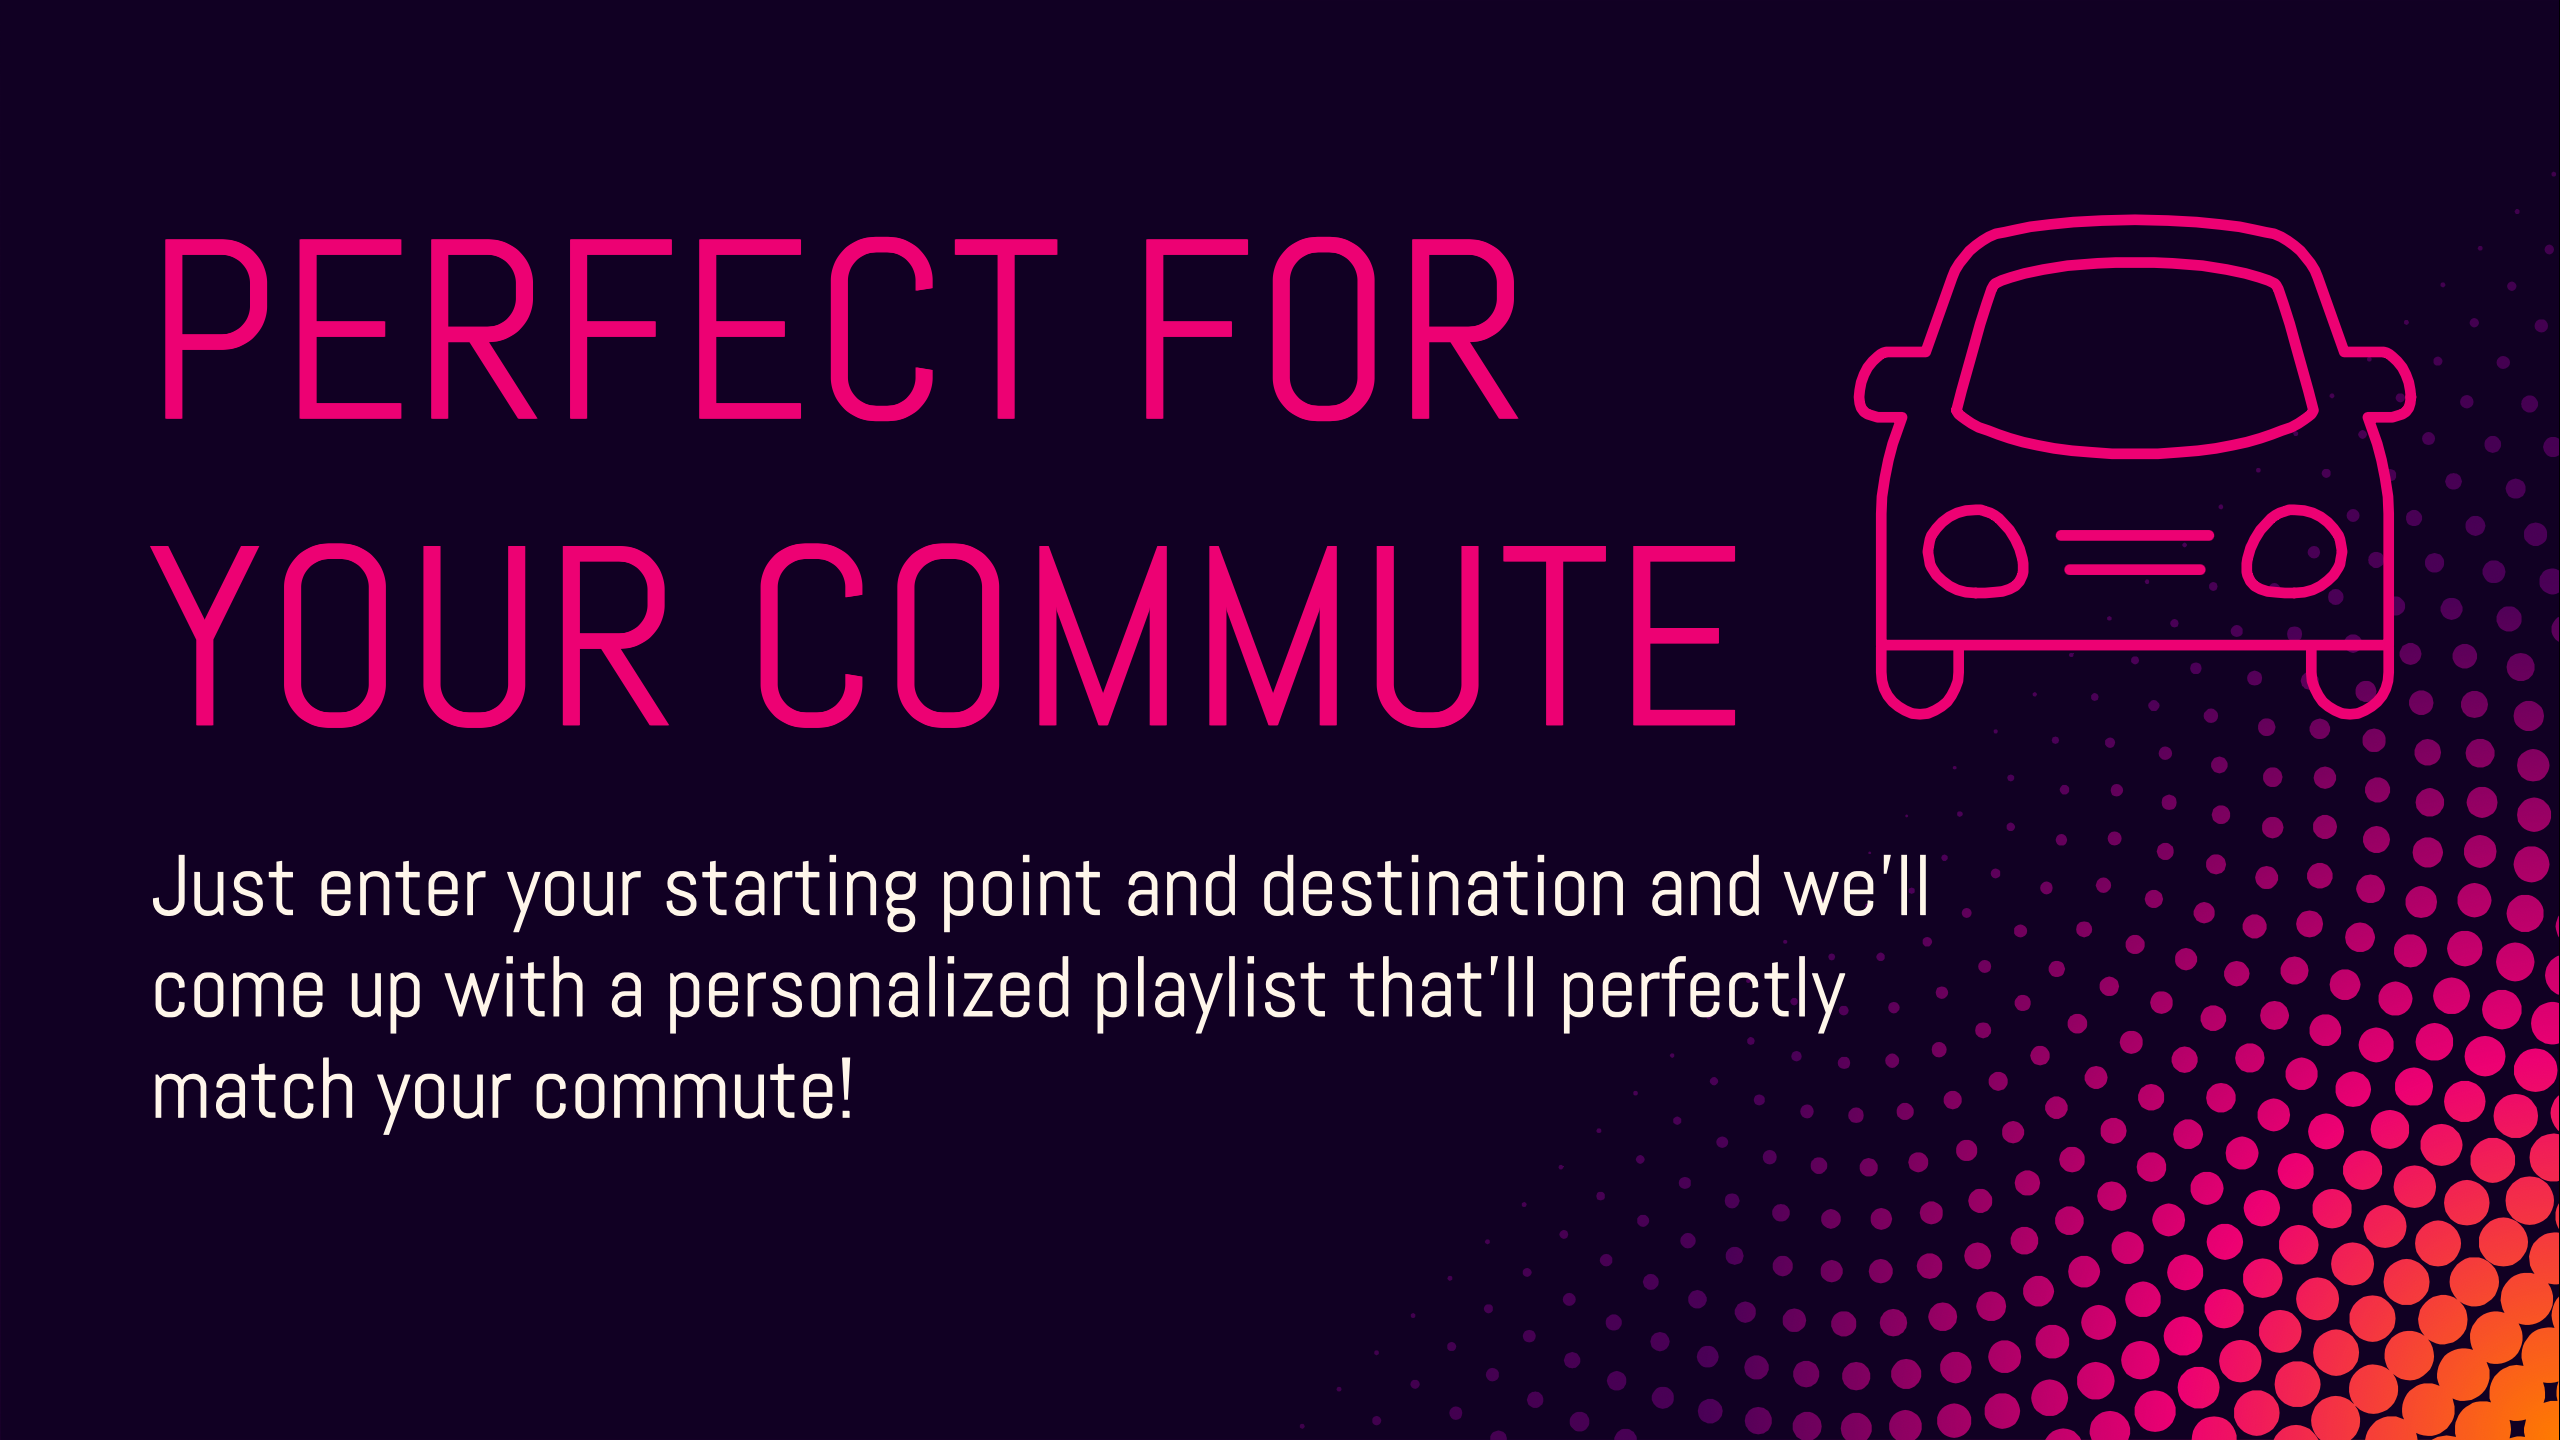 PERFECT FOR
YOUR COMMUTE
Just enter your starting point and destination and we’ll
come up with a personalized playlist that’ll perfectly
match your commute!